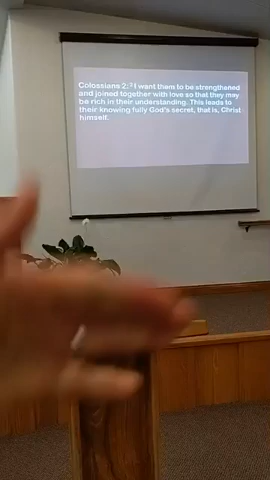 Colossians 2:² I want them to be strengthened
and joined together with love so that they may
be rich in their understanding. This leads to
their knowing fully God's secret, that is, Christ
himself.